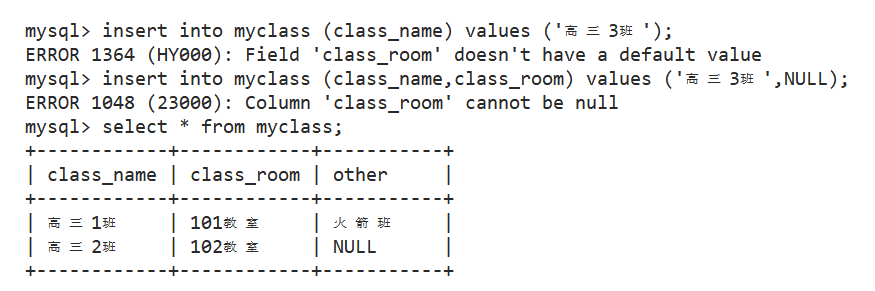 mysql> insert into myclass (class_name) values ('高三3班');
ERROR 1364 (HY000): Field 'class_room' doesn't have a default value
mysql> insert into myclass (class_name,class_room) values ('高三3班',NULL);
ERROR 1048 (23000): Column 'class_room' cannot be null
mysql> select * from myclass;
+------------+------------+-----------+
| class_name | class_room | other     |
+------------+------------+-----------+
| 高三1班 | 101教室 | 火箭班 |
| 高三2班 | 102教室 | NULL      |
+------------+------------+-----------+